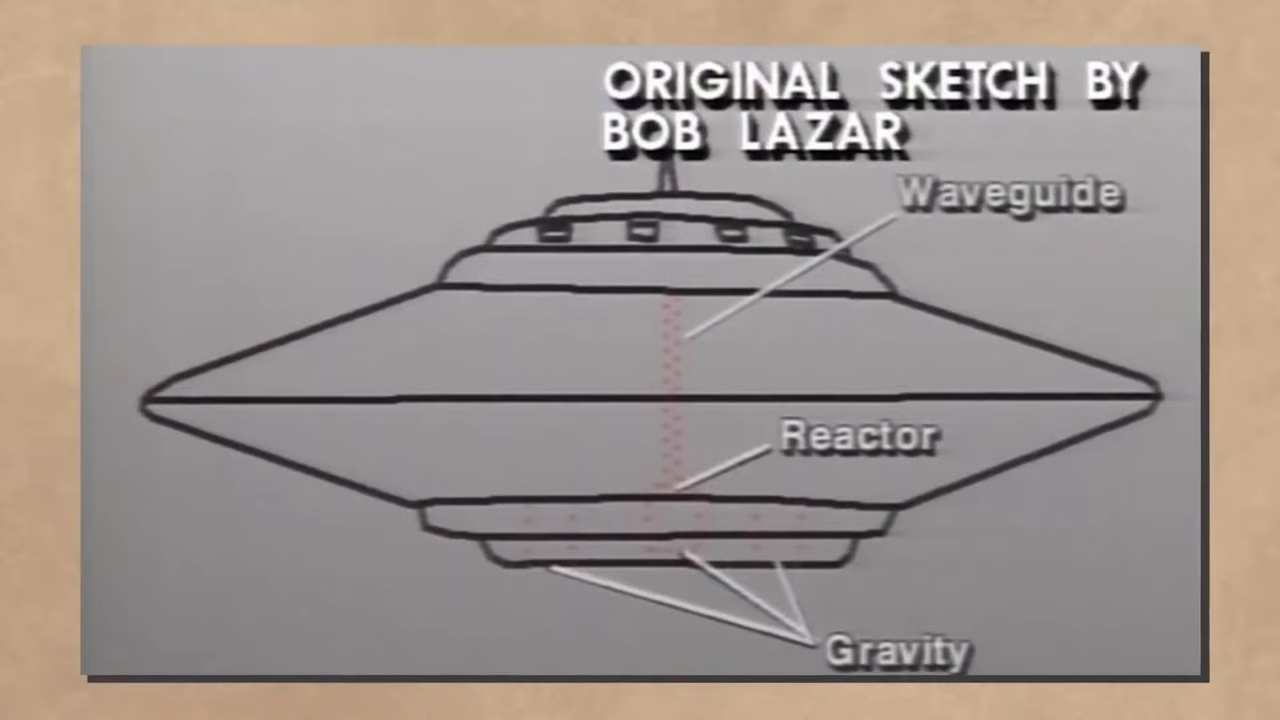 ORIGINAL SKETCH BY
BOB LAZAR
Waveguide
Reactor
Gravity